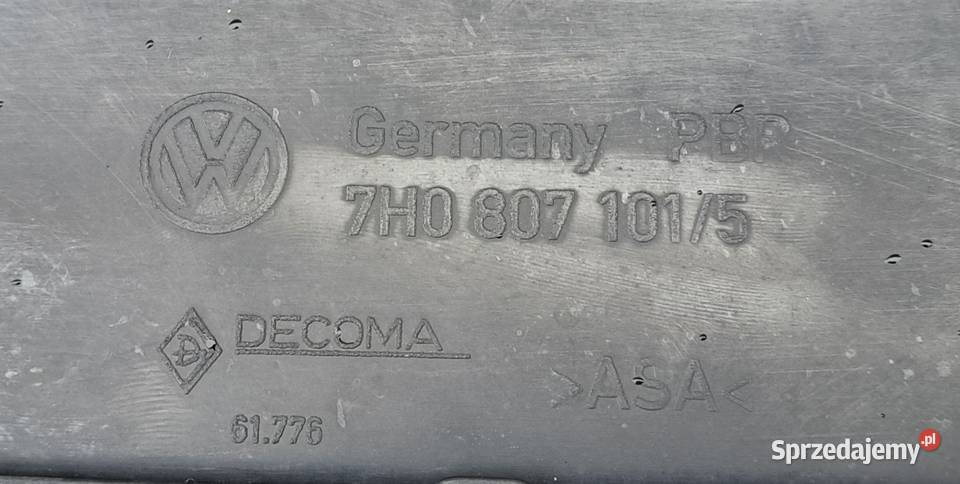 Germany PBP
7H0 807 101/5
DECOMA
61.776
>ASA<
Sprzedajemy.pl